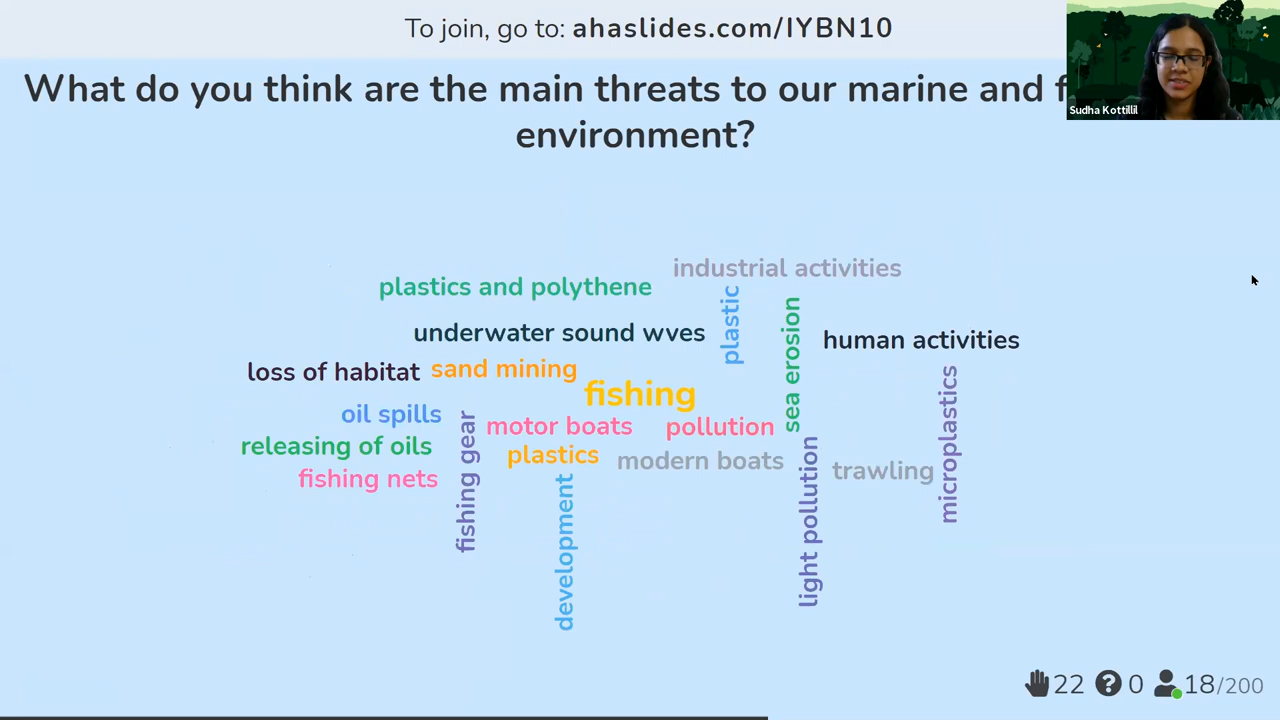 To join, go to: ahaslides.com/IYBN10
Sudha Kottillil
What do you think are the main threats to our marine and
environment?
industrial activities
plastics and polythene
plastic
sea erosion
underwater sound wves
human activities
loss of habitat
sand mining
fishing
microplastics
oil spills
fishing gear
motor boats
pollution
releasing of oils
plastics
modern boats
light pollution
trawling
fishing nets
development
22
0
18/200